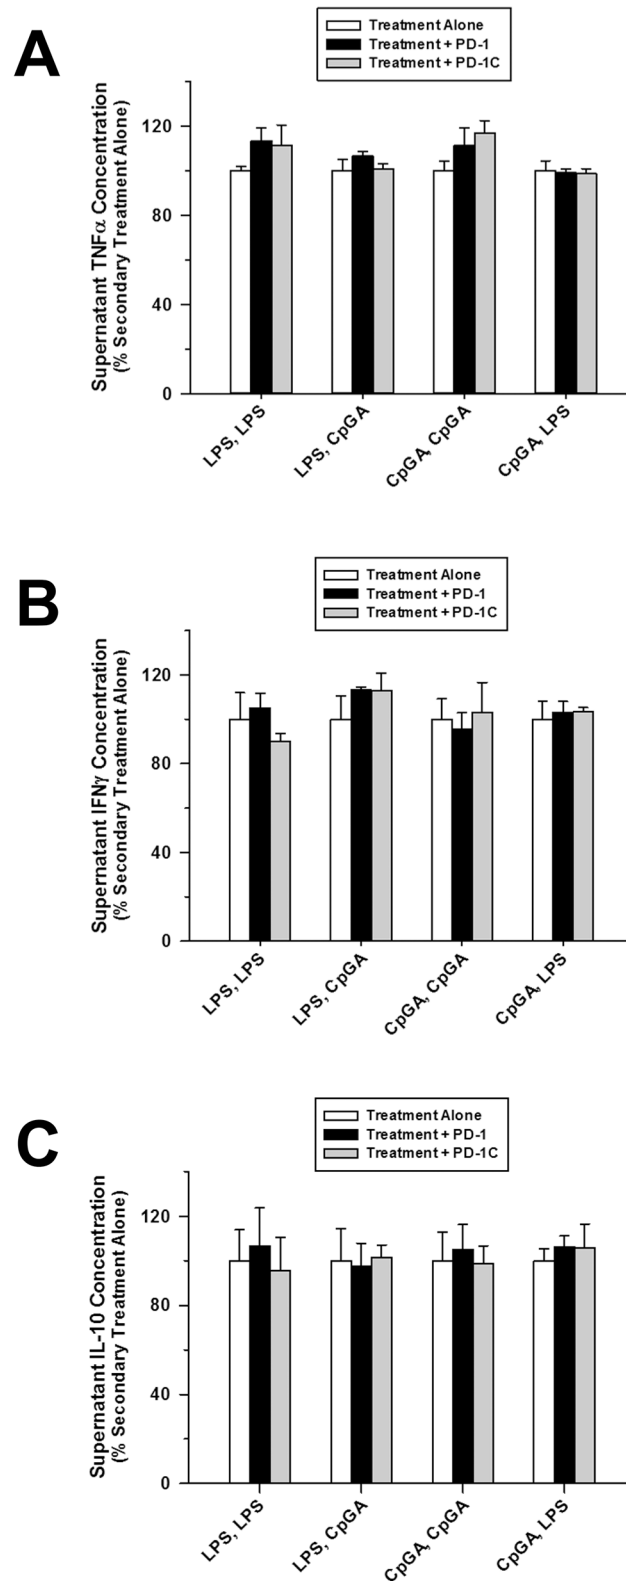 A
Treatment Alone
Treatment + PD-1
Treatment + PD-1C
Supernatant TNFα Concentration
(% Secondary Treatment Alone)
120
80
40
0
LPS, LPS
LPS, CpGA
CpGA, CpGA
CpGA, LPS
B
Treatment Alone
Treatment + PD-1
Treatment + PD-1C
Supernatant IFNγ Concentration
(% Secondary Treatment Alone)
120
80
40
0
LPS, LPS
LPS, CpGA
CpGA, CpGA
CpGA, LPS
C
Treatment Alone
Treatment + PD-1
Treatment + PD-1C
Supernatant IL-10 Concentration
(% Secondary Treatment Alone)
120
80
40
0
LPS, LPS
LPS, CpGA
CpGA, CpGA
CpGA, LPS